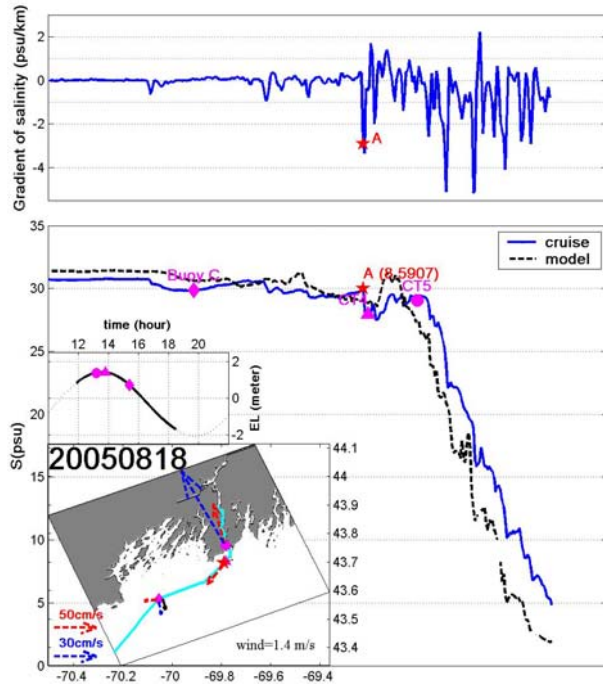 Gradient of salinity (psu/km)
2
0
-2
-4
A
35
30
25
20
15
10
5
0
S(psu)
cruise
model
Buoy C
A (8.5907)
CT5
time (hour)
12 14 16 18 20
2
0
-2
EL (meter)
20050818
44.1
44
43.9
43.8
43.7
43.6
43.5
43.4
50cm/s
30cm/s
wind=1.4 m/s
-70.4 -70.2 -70 -69.8 -69.6 -69.4